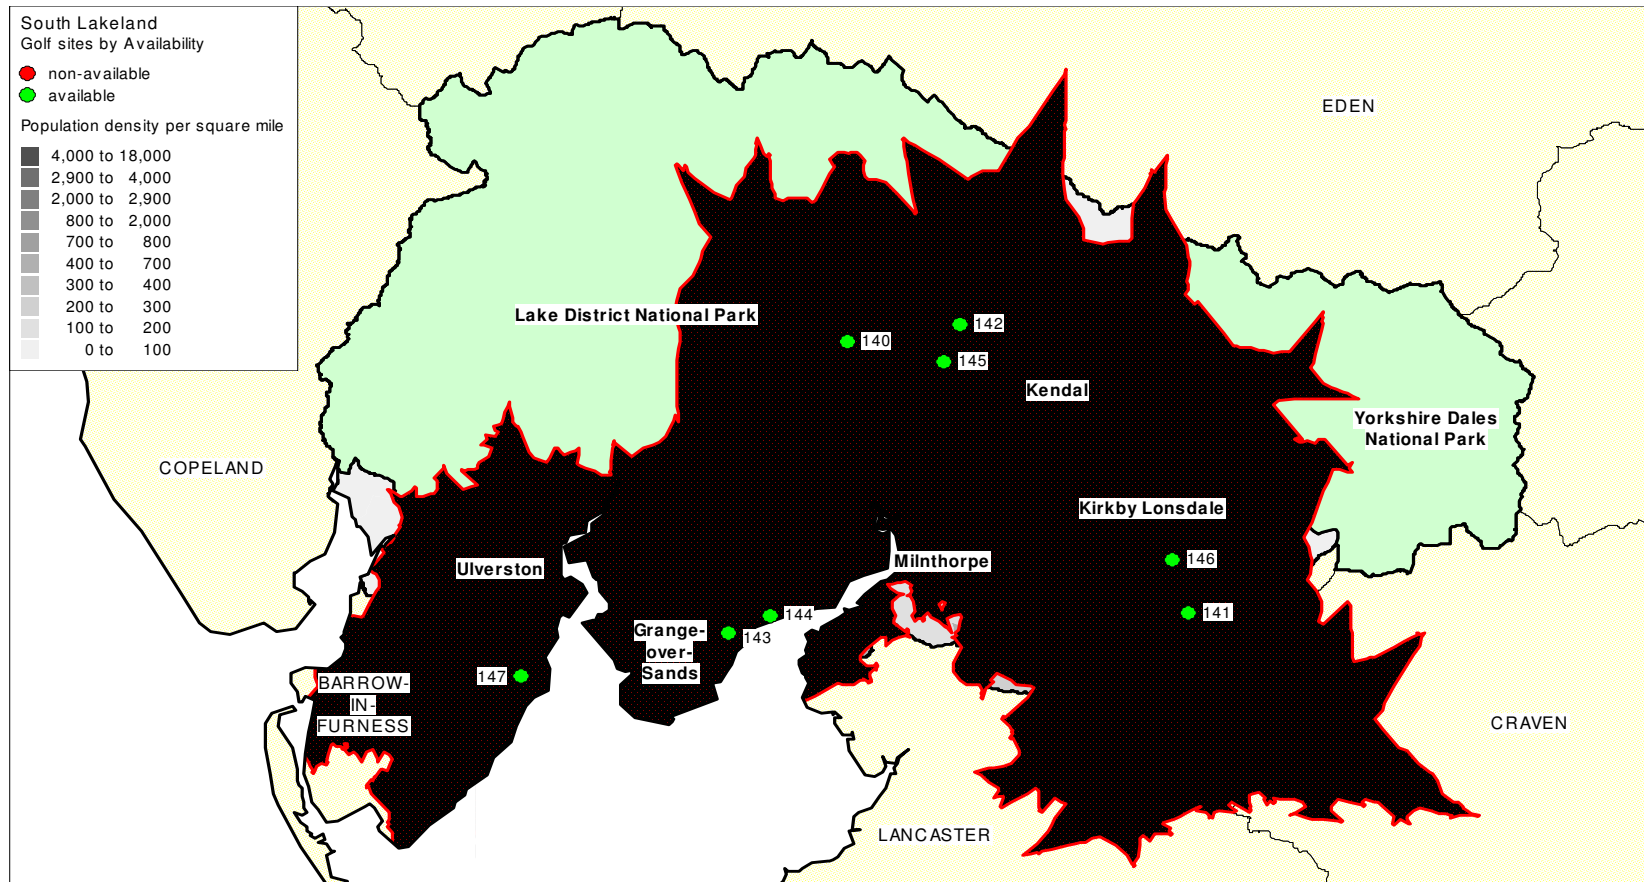 South Lakeland
Golf sites by Availability
non-available
available
Population density per square mile
4,000 to 18,000
2,900 to 4,000
2,000 to 2,900
800 to 2,000
700 to 800
400 to 700
300 to 400
200 to 300
100 to 200
0 to 100
EDEN
Lake District National Park
142
140
145
Kendal
Yorkshire Dales
National Park
COPELAND
Kirkby Lonsdale
Ulverston
Milnthorpe
146
141
144
143
Grange-
over-
Sands
147
BARROW-
IN-
FURNESS
CRAVEN
LANCASTER